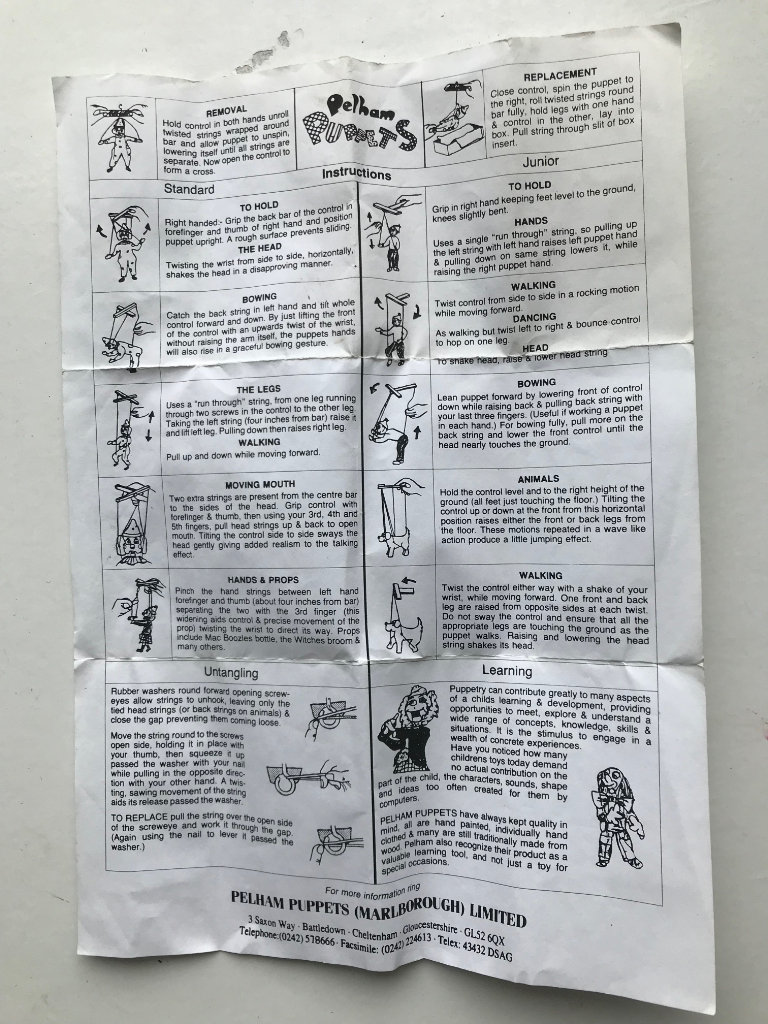 REMOVAL
Hold control in both hands unroll
twisted strings wrapped around
bar and allow puppet to unspin,
lowering itself until all strings are
separate. Now open the control to
form a cross.
Pelham
PUPPETS
REPLACEMENT
Close control, spin the puppet to
the right, roll twisted strings round
bar fully, hold legs with one hand
& control in the other, lay into
box. Pull string through slit of box
insert.
Instructions
Standard
TO HOLD
Right handed:- Grip the back bar of the control in
forefinger and thumb of right hand and position
puppet upright. A rough surface prevents sliding.
THE HEAD
Twisting the wrist from side to side, horizontally,
shakes the head in a disapproving manner.
BOWING
Catch the back string in left hand and tilt whole
control forward and down. By just lifting the front
of the control with an upwards twist of the wrist,
without raising the arm itself, the puppets hands
will also rise in a graceful bowing gesture.
THE LEGS
Uses a "run through" string, from one leg running
through two screws in the control to the other leg.
Taking the left string (four inches from bar) raise it
and lift left leg. Pulling down then raises right leg.
WALKING
Pull up and down while moving forward.
MOVING MOUTH
Two extra strings are present from the centre bar
to the sides of the head. Grip control with
forefinger & thumb, then using your 3rd, 4th and
5th fingers, pull head strings up & back to open
mouth. Tilting the control side to side sways the
head gently giving added realism to the talking
effect.
HANDS & PROPS
Pinch the hand strings between left hand
forefinger and thumb (about four inches from bar)
separating the two with the 3rd finger (this
widering aids control & precise movement of the
prop) twisting the wrist to direct its way. Props
include Mac Boozles bottle, the Witches broom &
many others.
Junior
TO HOLD
Grip in right hand keeping feet level to the ground,
knees slightly bent.
HANDS
Uses a single "run through" string, so pulling up
the left string with left hand raises left puppet hand
& pulling down on same string lowers it, while
raising the right puppet hand.
WALKING
Twist control from side to side in a rocking motion
while moving forward.
DANCING
As walking but twist left to right & bounce control
to hop on one leg.
HEAD
To shake head, raise & lower head string
BOWING
Lean puppet forward by lowering front of control
down while raising back & pulling back string with
your last three fingers. (Useful if working a puppet
in each hand.) For bowing fully, pull more on the
back string and lower the front control until the
head nearly touches the ground.
ANIMALS
Hold the control level and to the right height of the
ground (all feet just touching the floor.) Tilting the
control up or down at the front from this horizontal
position raises either the front or back legs from
the floor. These motions repeated in a wave like
action produce a little jumping effect.
WALKING
Twist the control either way with a shake of your
wrist, while moving forward. One front and back
leg are raised from opposite sides at each twist.
Do not sway the control and ensure that all the
appropriate legs are touching the ground as the
puppet walks. Raising and lowering the head
string shakes its head.
Untangling
Rubber washers round forward opening screw-
eyes allow strings to unhook, leaving only the
tied head strings (or back strings on animals) &
close the gap preventing them coming loose.
Move the string round to the screws
open side, holding it in place with
your thumb, then squeeze it up
passed the washer with your nail
while pulling in the opposite direc-
tion with your other hand. A twis-
ting, sawing movement of the string
aids its release passed the washer.
TO REPLACE pull the string over the open side
of the screweye and work it through the gap.
(Again using the nail to lever it passed the
washer.)
Learning
Puppetry can contribute greatly to many aspects
of a childs learning & development, providing
opportunities to meet, explore & understand a
wide range of concepts, knowledge, skills &
situations. It is the stimulus to engage in a
wealth of concrete experiences.
Have you noticed how many
childrens toys today demand
no actual contribution on the
part of the child, the characters, sounds, shape
and ideas too often created for them by
computers.
PELHAM PUPPETS have always kept quality in
mind, all are hand painted, individually hand
clothed & many are still traditionally made from
wood. Pelham also recognize their product as a
valuable learning tool, and not just a toy for
special occasions.
For more information ring
PELHAM PUPPETS (MARLBOROUGH) LIMITED
3 Saxon Way · Battledown · Cheltenham · Gloucestershire · GL52 6QX
Telephone:(0242) 518666 · Facsimile: (0242) 224613 · Telex: 43432 DSAG